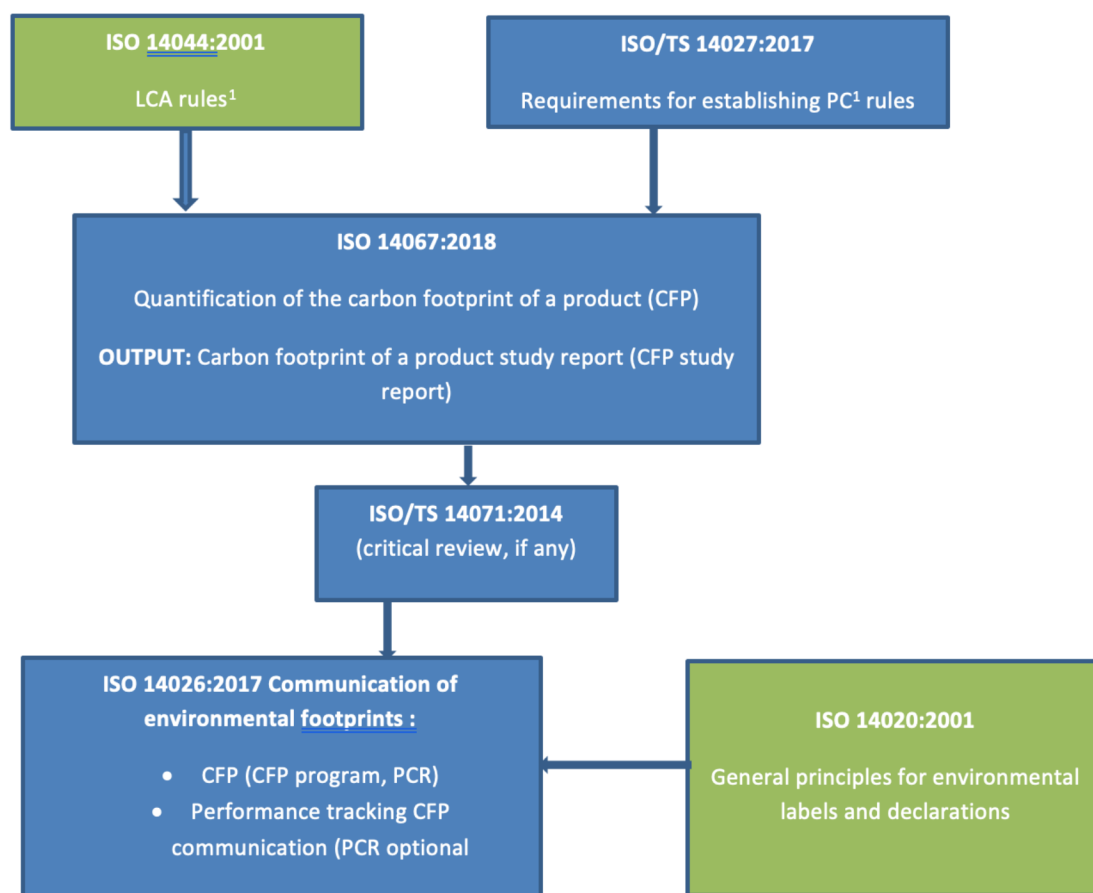 ISO 14044:2001
LCA rules¹
ISO/TS 14027:2017
Requirements for establishing PC¹ rules
ISO 14067:2018
Quantification of the carbon footprint of a product (CFP)
OUTPUT: Carbon footprint of a product study report (CFP study
report)
ISO/TS 14071:2014
(critical review, if any)
ISO 14026:2017 Communication of
environmental footprints :
• CFP (CFP program, PCR)
• Performance tracking CFP
communication (PCR optional
ISO 14020:2001
General principles for environmental
labels and declarations